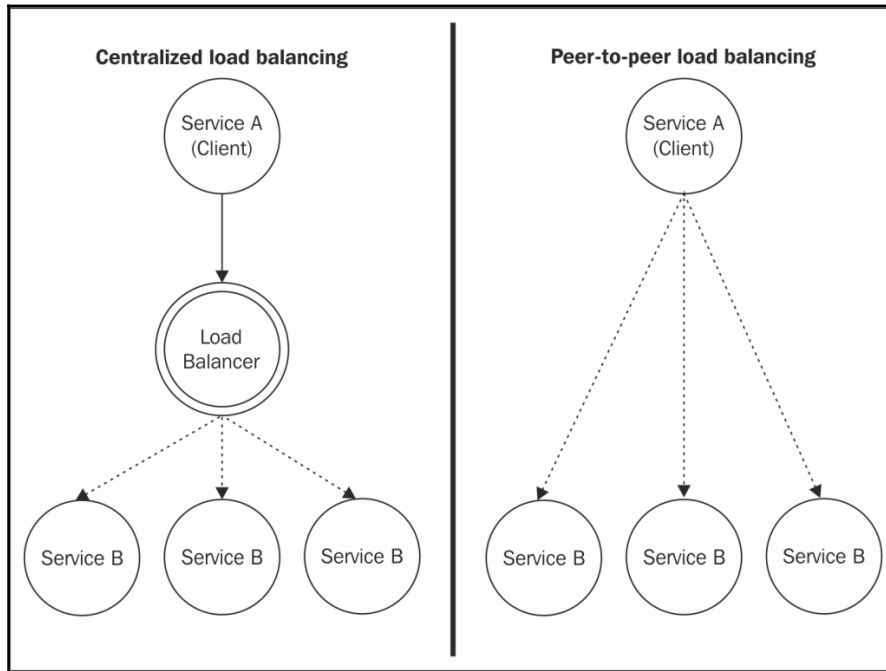 Centralized load balancing
Service A
(Client)
Load
Balancer
Service B
Service B
Service B
Peer-to-peer load balancing
Service A
(Client)
Service B
Service B
Service B